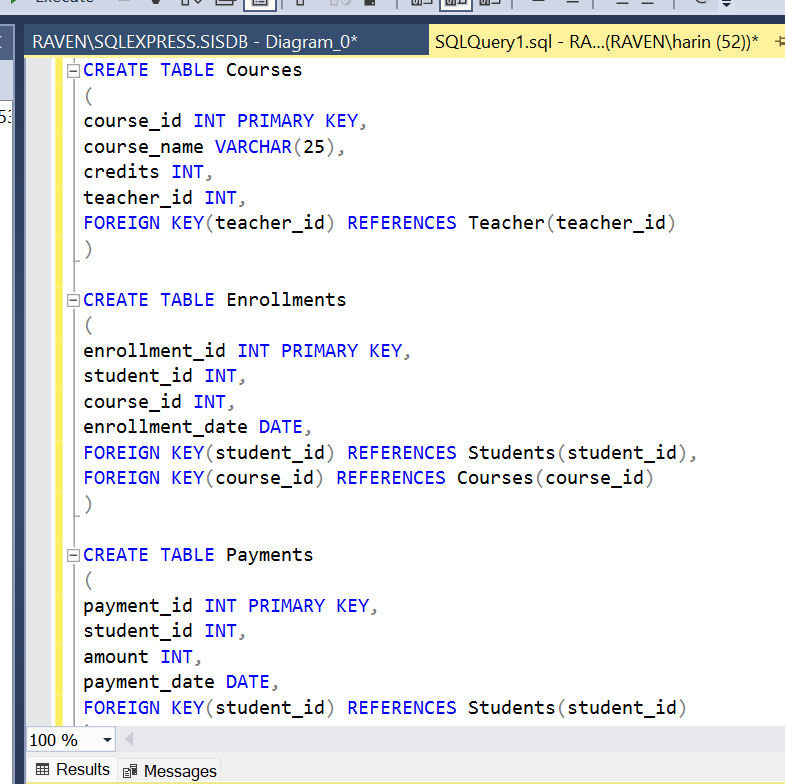 RAVEN\SQLEXPRESS.SISDB - Diagram_0*
SQLQuery1.sql - RA...(RAVEN\harin (52))*
CREATE TABLE Courses
(
course_id INT PRIMARY KEY,
course_name VARCHAR(25),
credits INT,
teacher_id INT,
FOREIGN KEY(teacher_id) REFERENCES Teacher(teacher_id)
)
CREATE TABLE Enrollments
(
enrollment_id INT PRIMARY KEY,
student_id INT,
course_id INT,
enrollment_date DATE,
FOREIGN KEY(student_id) REFERENCES Students(student_id),
FOREIGN KEY(course_id) REFERENCES Courses(course_id)
)
CREATE TABLE Payments
(
payment_id INT PRIMARY KEY,
student_id INT,
amount INT,
payment_date DATE,
FOREIGN KEY(student_id) REFERENCES Students(student_id)
100 %
Results
Messages